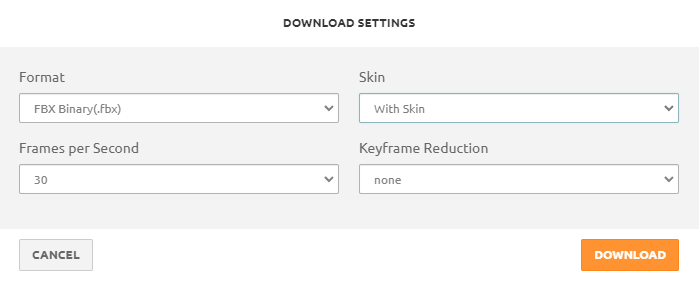 DOWNLOAD SETTINGS
Format
Skin
FBX Binary(.fbx)
With Skin
Frames per Second
Keyframe Reduction
30
none
CANCEL
DOWNLOAD